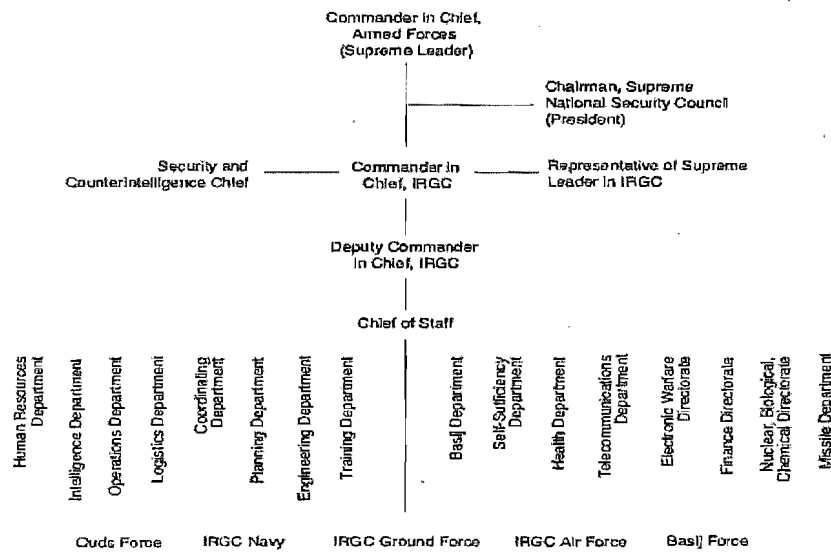 Commander in Chief,
Armed Forces
(Supreme Leader)
Chairman, Supreme
National Security Council
(President)
Security and
Counterintelligence Chief
Commander in
Chief, IRGC
Representative of Supreme
Leader in IRGC
Deputy Commander
in Chief, IRGC
Chief of Staff
Human Resources
Department
Intelligence Department
Operations Department
Logistics Department
Coordinating
Department
Planning Department
Engineering Department
Training Department
Basij Department
Self-Sufficiency
Department
Health Department
Telecommunications
Department
Electronic Warfare
Directorate
Finance Directorate
Nuclear, Biological,
Chemical Directorate
Missile Department
Quds Force
IRGC Navy
IRGC Ground Force
IRGC Air Force
Basij Force